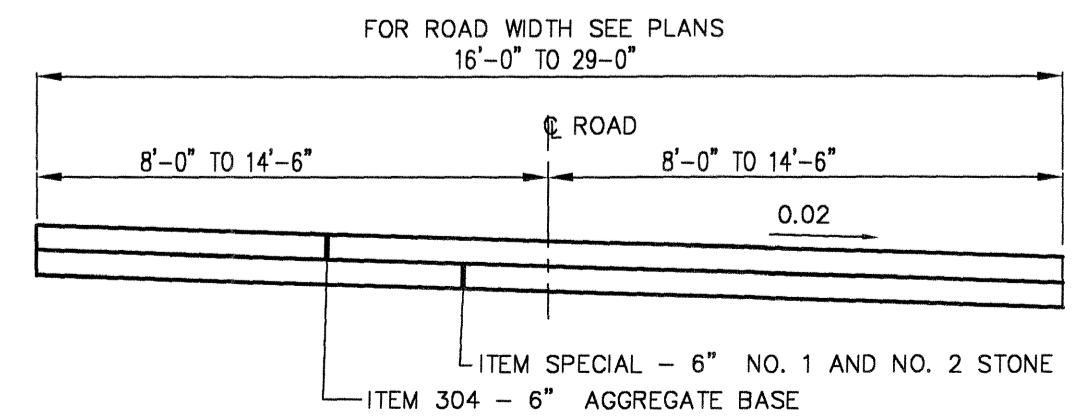 FOR ROAD WIDTH SEE PLANS
16'-0" TO 29-0"
℄ ROAD
8'-0" TO 14'-6"
8'-0" TO 14'-6"
0.02
ITEM SPECIAL - 6" NO. 1 AND NO. 2 STONE
ITEM 304 - 6" AGGREGATE BASE